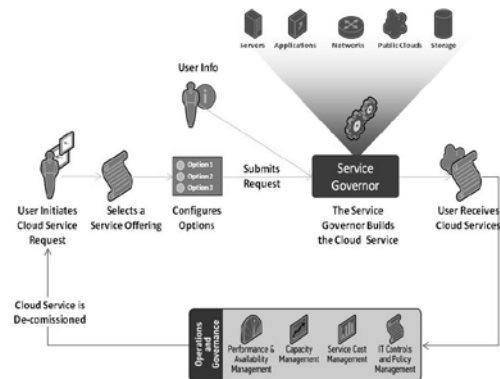 Servers
Applications
Networks
Public Clouds
Storage
User Info
Option 1
Option 2
Option 3
Submits
Request
Service
Governor
User Initiates
Cloud Service
Request
Selects a
Service Offering
Configures
Options
The Service
Governor Builds
the Cloud Service
User Receives
Cloud Services
Cloud Service is
De-comissioned
Operations
and
Governance
Performance &
Availability
Management
Capacity
Management
Service Cost
Management
IT Controls
and Policy
Management